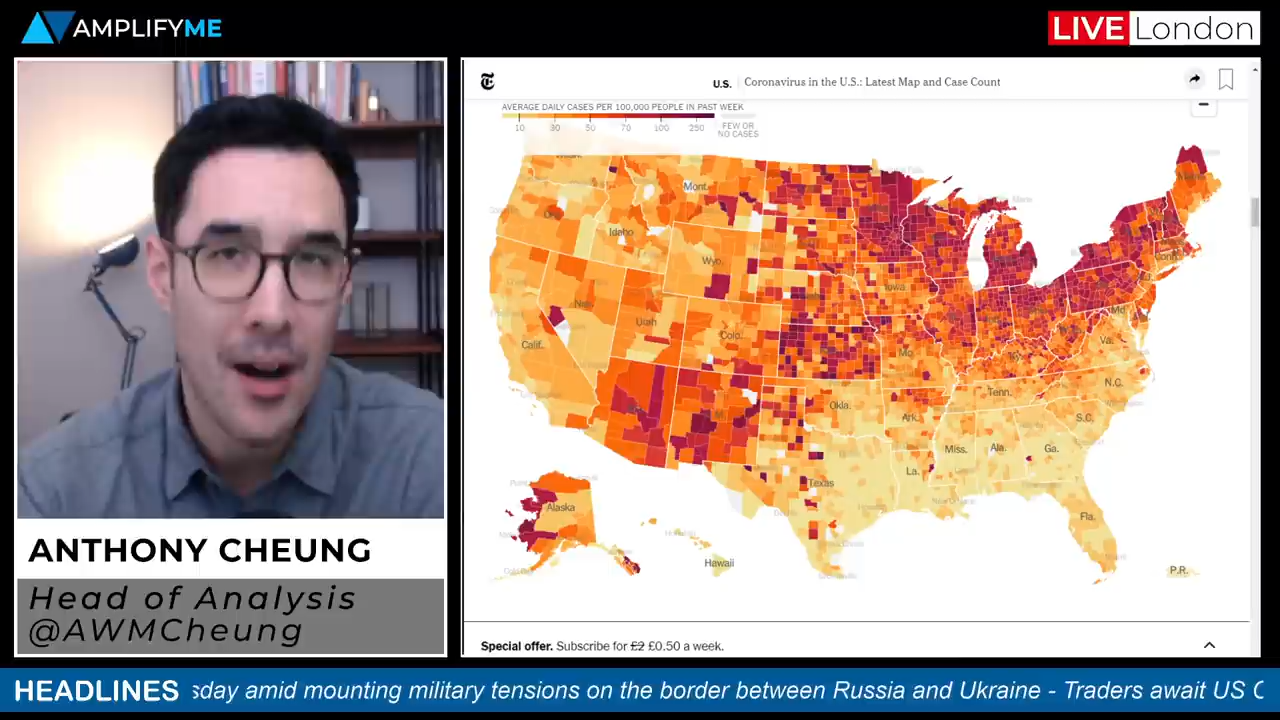 AMPLIFYME
LIVE London
U.S. Coronavirus in the U.S.: Latest Map and Case Count
AVERAGE DAILY CASES PER 100,000 PEOPLE IN PAST WEEK
10 30 50 70 100 250
FEW OR
NO CASES
Mont.
Idaho
Wyo.
Iowa
Conn.
Nev.
Utah
Colo.
Calif.
Mo.
Ky.
Va.
Md.
Tenn.
N.C.
Okla.
Ark.
S.C.
Miss.
Ala.
Ga.
La.
Texas
Alaska
Fla.
Hawaii
P.R.
ANTHONY CHEUNG
Head of Analysis
@AWMCheung
Special offer. Subscribe for £2 £0.50 a week.
HEADLINES sday amid mounting military tensions on the border between Russia and Ukraine - Traders await US C